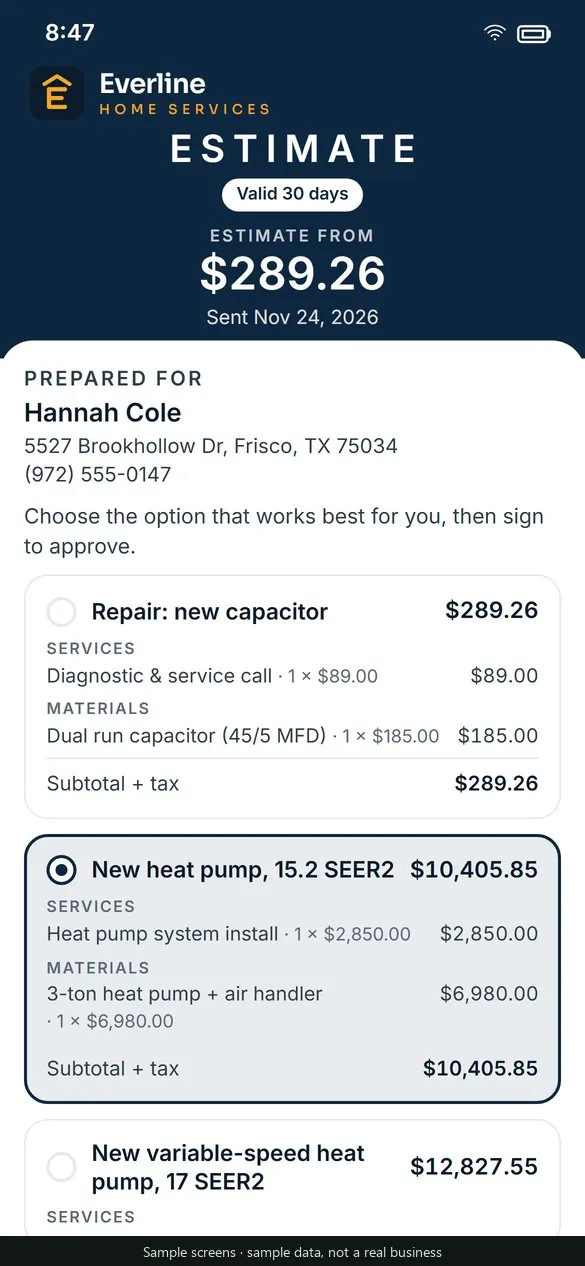 8:47
Everline
HOME SERVICES
ESTIMATE
Valid 30 days
ESTIMATE FROM
$289.26
Sent Nov 24, 2026
PREPARED FOR
Hannah Cole
5527 Brookhollow Dr, Frisco, TX 75034
(972) 555-0147
Choose the option that works best for you, then sign
to approve.
Repair: new capacitor $289.26
SERVICES
Diagnostic & service call · 1 × $89.00 $89.00
MATERIALS
Dual run capacitor (45/5 MFD) · 1 × $185.00 $185.00
Subtotal + tax $289.26
New heat pump, 15.2 SEER2 $10,405.85
SERVICES
Heat pump system install · 1 × $2,850.00 $2,850.00
MATERIALS
3-ton heat pump + air handler $6,980.00
· 1 × $6,980.00
Subtotal + tax $10,405.85
New variable-speed heat
pump, 17 SEER2 $12,827.55
SERVICES
Sample screens · sample data, not a real business